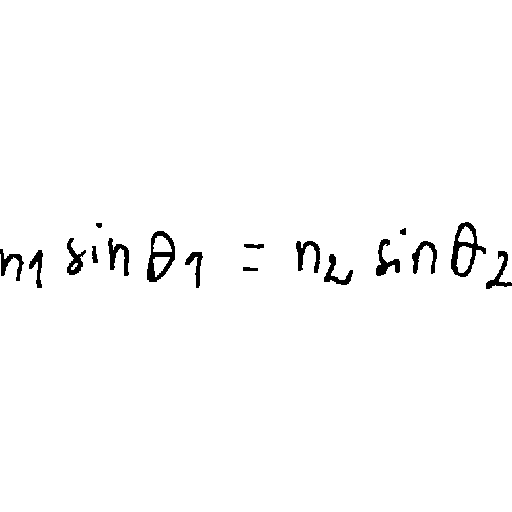 n₁ sin θ₁ = n₂ sin θ₂